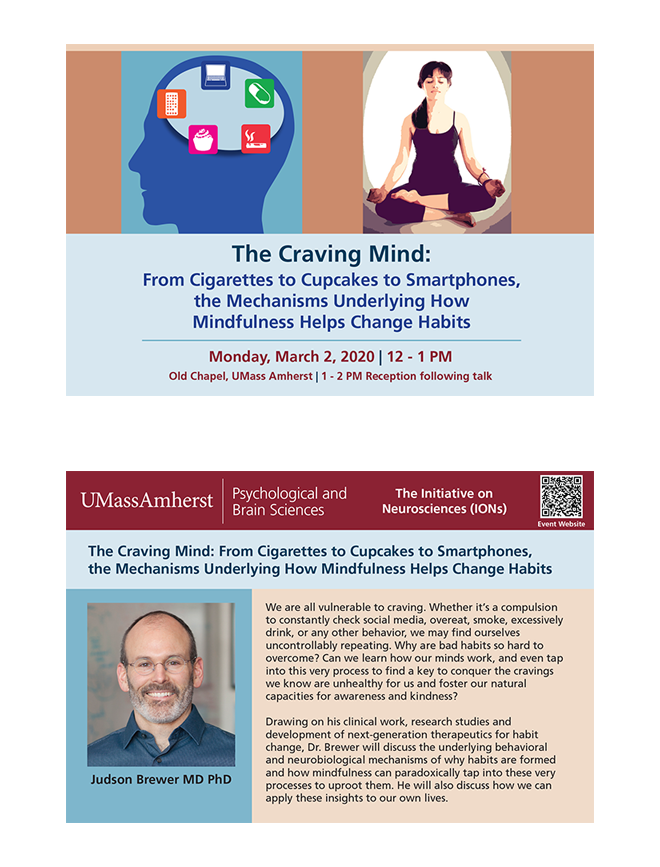 The Craving Mind:
From Cigarettes to Cupcakes to Smartphones,
the Mechanisms Underlying How
Mindfulness Helps Change Habits
Monday, March 2, 2020 | 12 - 1 PM
Old Chapel, UMass Amherst | 1 - 2 PM Reception following talk
UMassAmherst
Psychological and
Brain Sciences
The Initiative on
Neurosciences (IONs)
Event Website
The Craving Mind: From Cigarettes to Cupcakes to Smartphones,
the Mechanisms Underlying How Mindfulness Helps Change Habits
Judson Brewer MD PhD
We are all vulnerable to craving. Whether it’s a compulsion
to constantly check social media, overeat, smoke, excessively
drink, or any other behavior, we may find ourselves
uncontrollably repeating. Why are bad habits so hard to
overcome? Can we learn how our minds work, and even tap
into this very process to find a key to conquer the cravings
we know are unhealthy for us and foster our natural
capacities for awareness and kindness?
Drawing on his clinical work, research studies and
development of next-generation therapeutics for habit
change, Dr. Brewer will discuss the underlying behavioral
and neurobiological mechanisms of why habits are formed
and how mindfulness can paradoxically tap into these very
processes to uproot them. He will also discuss how we can
apply these insights to our own lives.